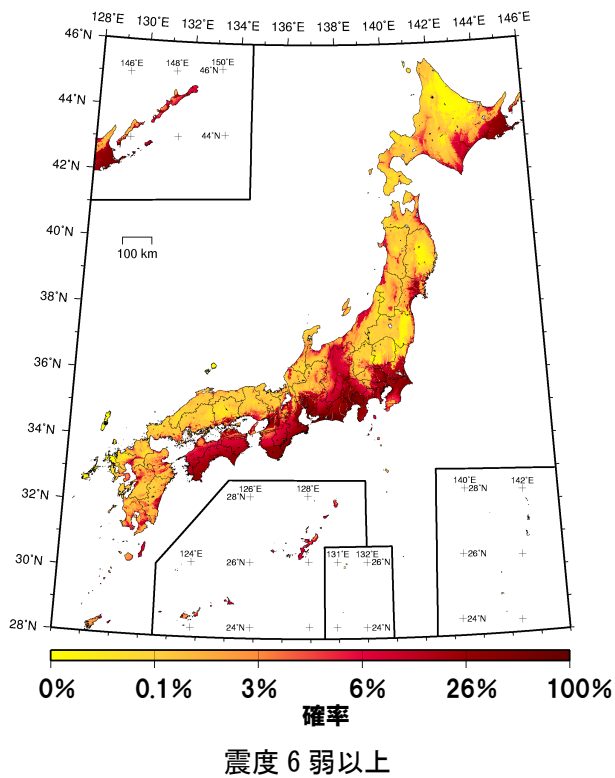 128°E 130°E 132°E 134°E 136°E 138°E 140°E 142°E 144°E 146°E
46°N
146°E 148°E 150°E
46°N
44°N
44°N
42°N
40°N
100 km
38°N
36°N
34°N
32°N
126°E 128°E
28°N
140°E 142°E
28°N
30°N
124°E
26°N
131°E 132°E
26°N
26°N
28°N
24°N
24°N
24°N
0% 0.1% 3% 6% 26% 100%
確率
震度6弱以上